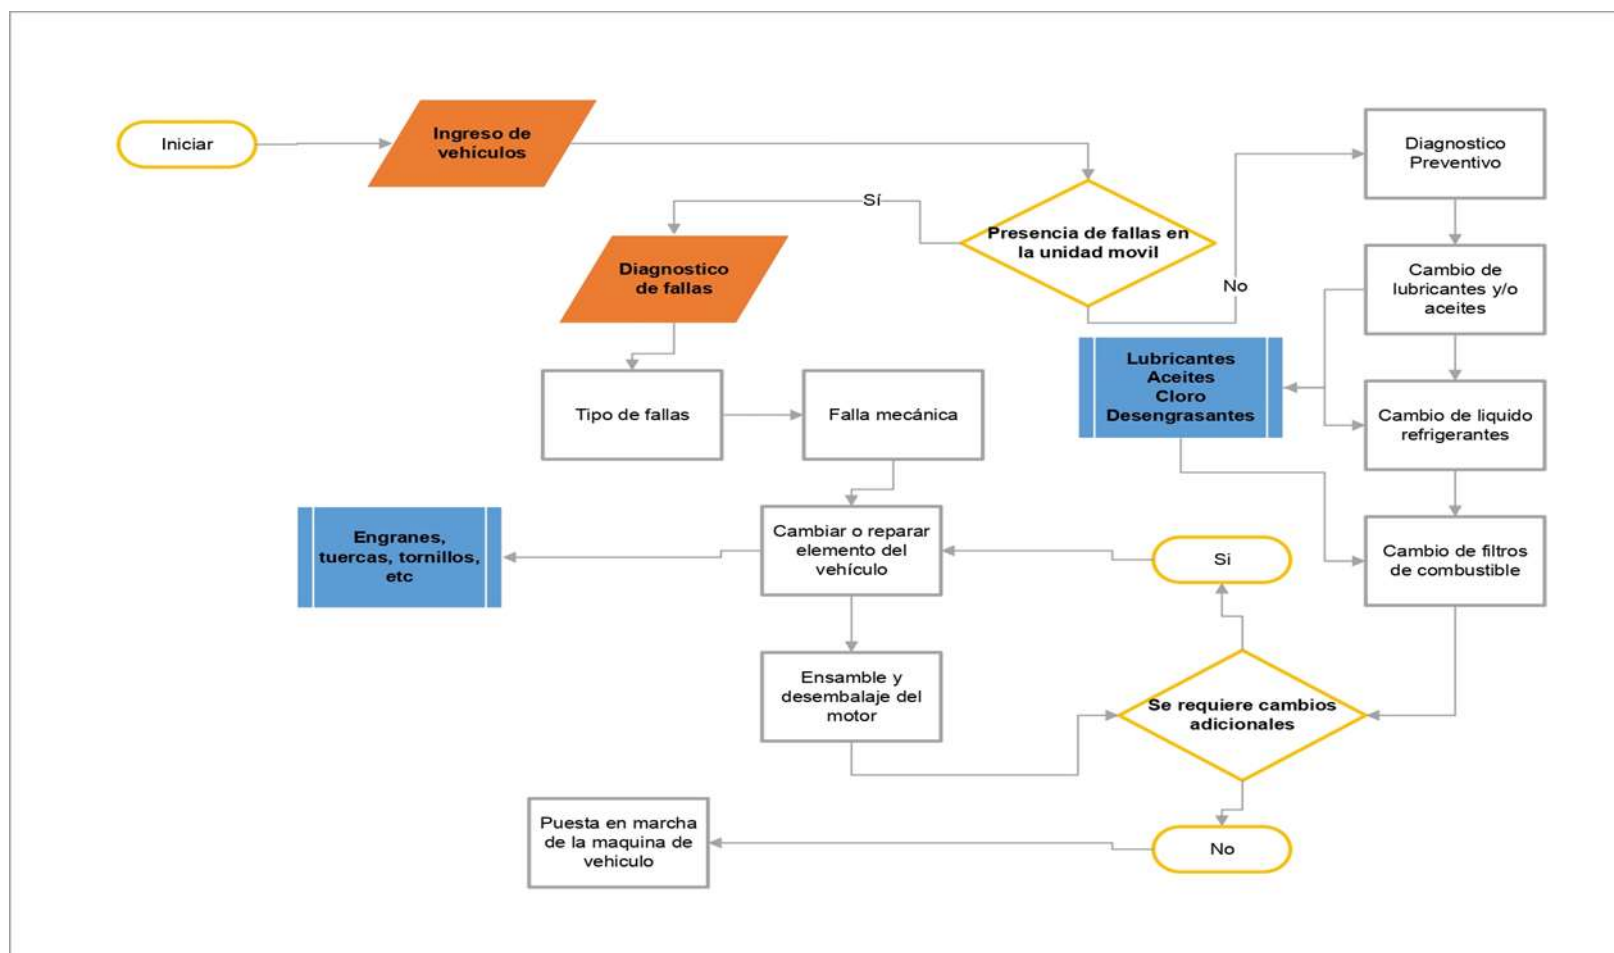 Iniciar
Ingreso de
vehículos
Diagnostico
Preventivo
Sí
Presencia de fallas en
la unidad movil
Diagnostico
de fallas
No
Cambio de
lubricantes y/o
aceites
Lubricantes
Aceites
Cloro
Desengrasantes
Tipo de fallas
Falla mecánica
Cambio de liquido
refrigerantes
Engranes,
tuercas, tornillos,
etc
Cambiar o reparar
elemento del
vehículo
Si
Cambio de filtros
de combustible
Ensamble y
desembalaje del
motor
Se requiere cambios
adicionales
Puesta en marcha
de la maquina de
vehiculo
No